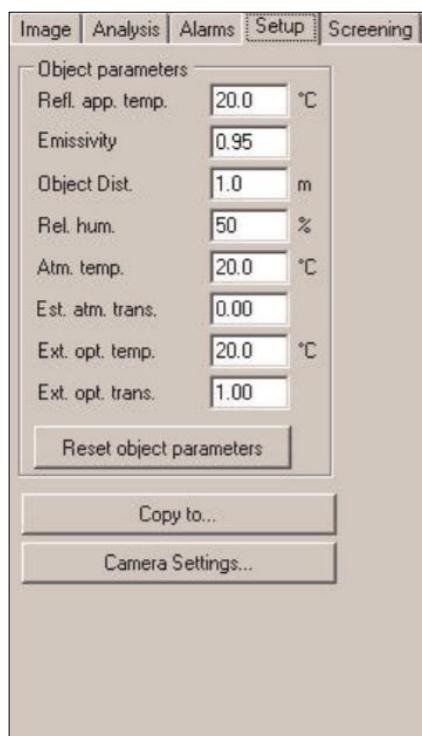 Image Analysis Alarms Setup Screening
Object parameters
Refl. app. temp. 20.0 °C
Emissivity 0.95
Object Dist. 1.0 m
Rel. hum. 50 %
Atm. temp. 20.0 °C
Est. atm. trans. 0.00
Ext. opt. temp. 20.0 °C
Ext. opt. trans. 1.00
Reset object parameters
Copy to...
Camera Settings...